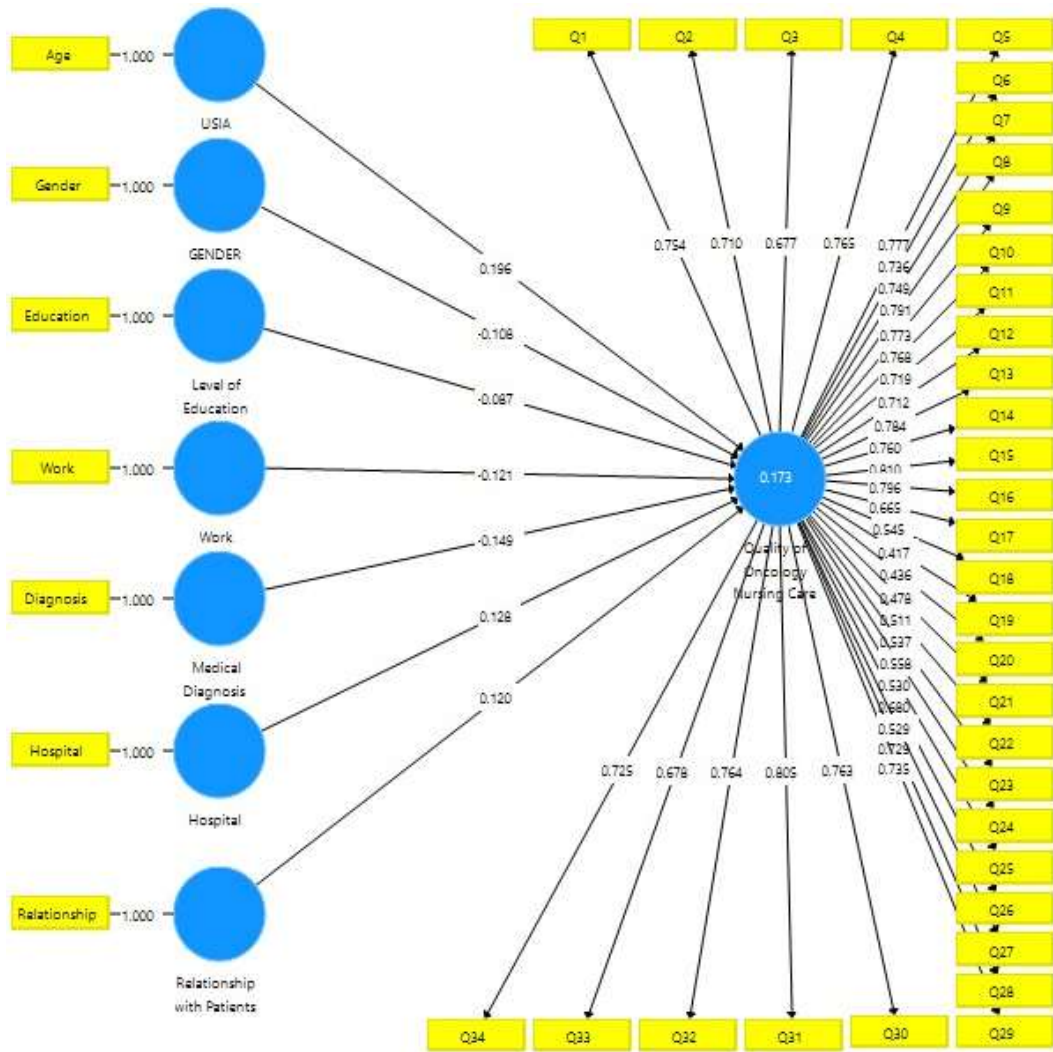 Age
1.000
USIA
Gender
1.000
GENDER
Education
1.000
Level of
Education
Work
1.000
Work
Diagnosis
1.000
Medical
Diagnosis
Hospital
1.000
Hospital
Relationship
1.000
Relationship
with Patients
0.196
-0.108
-0.087
-0.121
-0.149
0.128
0.120
0.173
Quality of
Oncology
Nursing Care
Q1
Q2
Q3
Q4
Q5
Q6
Q7
Q8
Q9
Q10
Q11
Q12
Q13
Q14
Q15
Q16
Q17
Q18
Q19
Q20
Q21
Q22
Q23
Q24
Q25
Q26
Q27
Q28
Q29
0.754
0.710
0.677
0.765
0.777
0.736
0.749
0.791
0.773
0.768
0.719
0.712
0.784
0.760
0.810
0.796
0.665
0.545
0.417
0.436
0.478
0.511
0.537
0.558
0.530
0.680
0.529
0.729
0.735
0.725
0.678
0.764
0.805
0.763
Q34
Q33
Q32
Q31
Q30